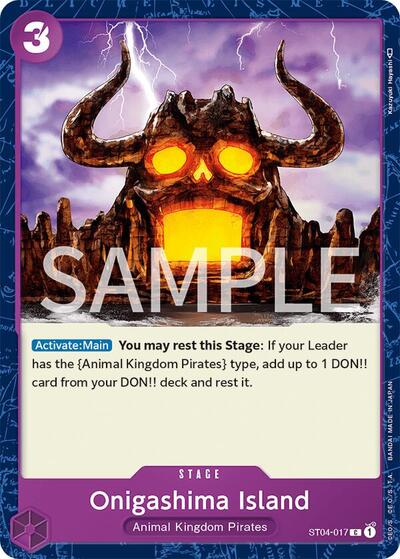 3
Kazuyuki Hayashi
SAMPLE
Activate:Main You may rest this Stage: If your Leader
has the {Animal Kingdom Pirates} type, add up to 1 DON!!
card from your DON!! deck and rest it.
STAGE
Onigashima Island
Animal Kingdom Pirates
ST04-017 C 1
BANDAI MADE IN JAPAN